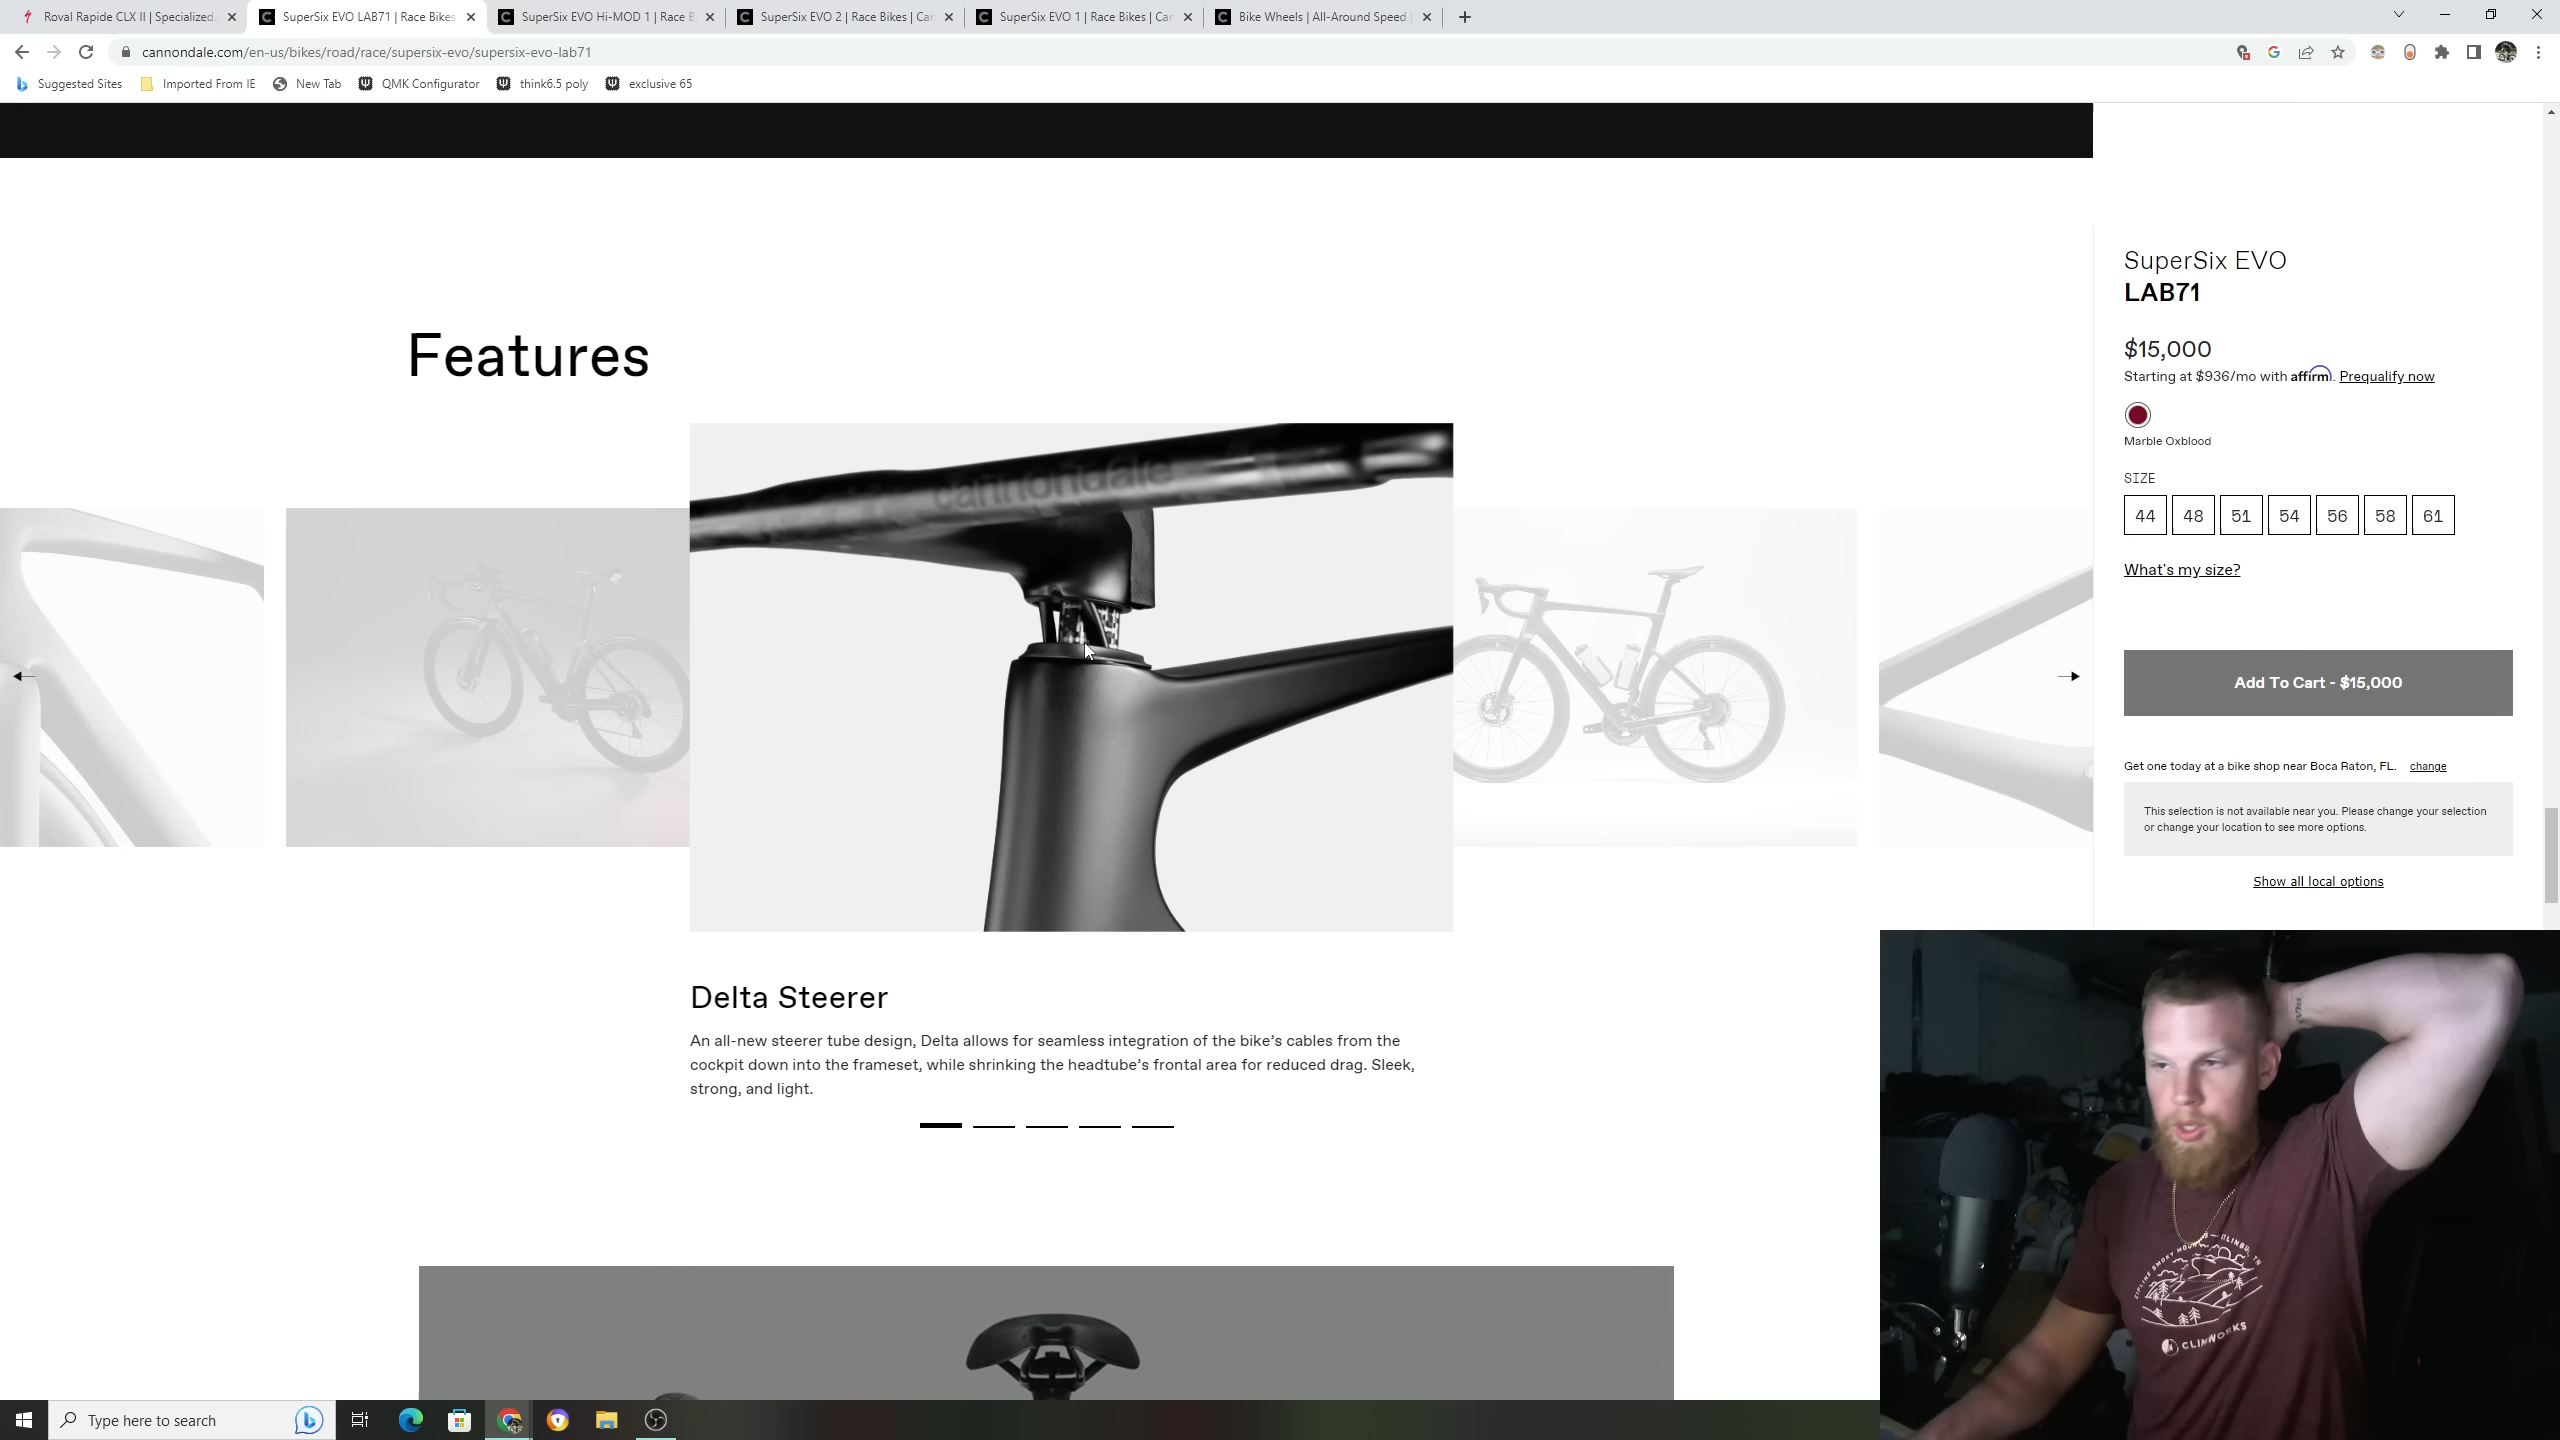 Roval Rapide CLX II | Specialized.
SuperSix EVO LAB71 | Race Bikes
SuperSix EVO Hi-MOD 1 | Race B
SuperSix EVO 2 | Race Bikes | Can
SuperSix EVO 1 | Race Bikes | Can
Bike Wheels | All-Around Speed |
cannondale.com/en-us/bikes/road/race/supersix-evo/supersix-evo-lab71
Suggested Sites
Imported From IE
New Tab
QMK Configurator
think6.5 poly
exclusive 65
Features
cannondale
Delta Steerer
An all-new steerer tube design, Delta allows for seamless integration of the bike’s cables from the
cockpit down into the frameset, while shrinking the headtube’s frontal area for reduced drag. Sleek,
strong, and light.
SuperSix EVO
LAB71
$15,000
Starting at $936/mo with affirm. Prequalify now
Marble Oxblood
SIZE
44 48 51 54 56 58 61
What's my size?
Add To Cart - $15,000
Get one today at a bike shop near Boca Raton, FL. change
This selection is not available near you. Please change your selection
or change your location to see more options.
Show all local options
CLIMBWORKS
Type here to search